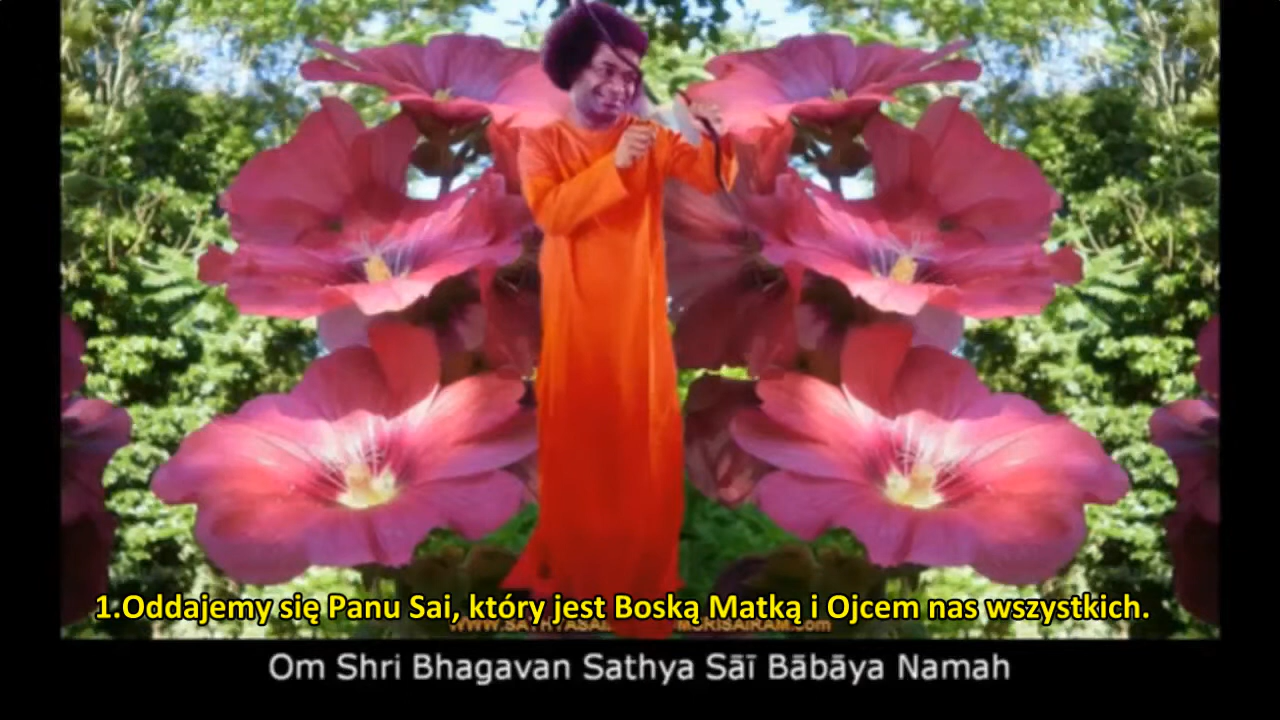 1.Oddajemy się Panu Sai, który jest Boską Matką i Ojcem nas wszystkich.
Om Shri Bhagavan Sathya Sāī Bābāya Namah